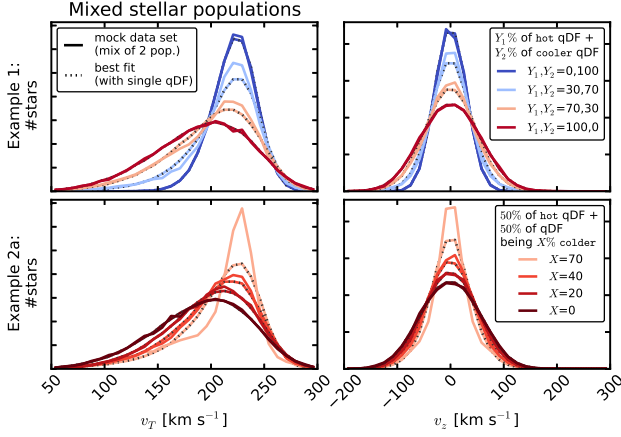 Mixed stellar populations
Example 1:
#stars
mock data set
(mix of 2 pop.)
best fit
(with single qDF)
Y₁% of hot qDF +
Y₂% of cooler qDF
Y₁,Y₂=0,100
Y₁,Y₂=30,70
Y₁,Y₂=70,30
Y₁,Y₂=100,0
Example 2a:
#stars
50% of hot qDF +
50% of qDF
being X% colder
X=70
X=40
X=20
X=0
50 100 150 200 250 300
−200 −100 0 100 200 300
v_T [km s⁻¹]
v_z [km s⁻¹]